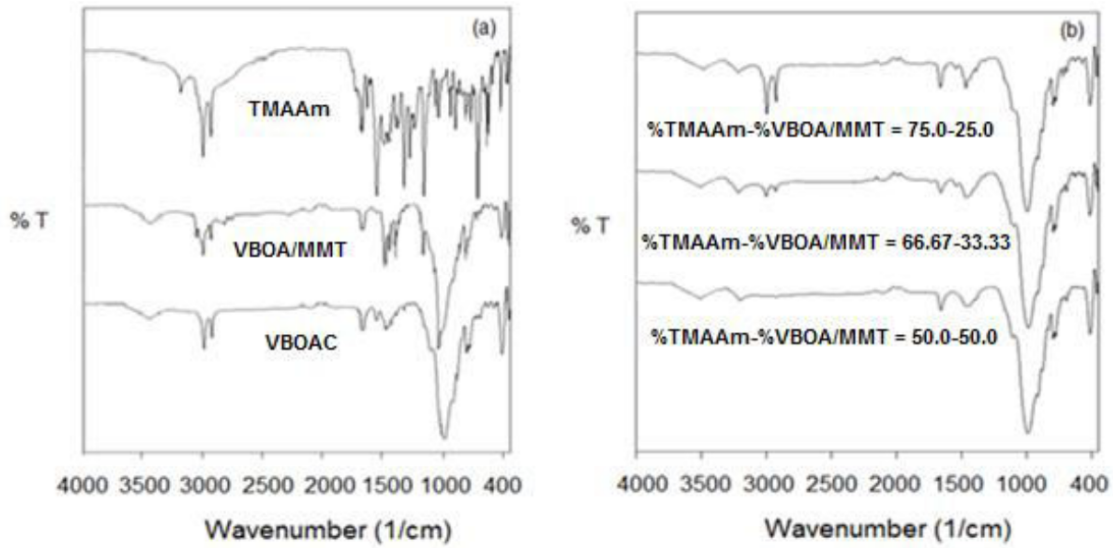 (a)
TMAAm
VBOA/MMT
VBOAC
% T
4000 3500 3000 2500 2000 1500 1000 400
Wavenumber (1/cm)
(b)
%TMAAm-%VBOA/MMT = 75.0-25.0
%TMAAm-%VBOA/MMT = 66.67-33.33
%TMAAm-%VBOA/MMT = 50.0-50.0
% T
4000 3500 3000 2500 2000 1500 1000 400
Wavenumber (1/cm)